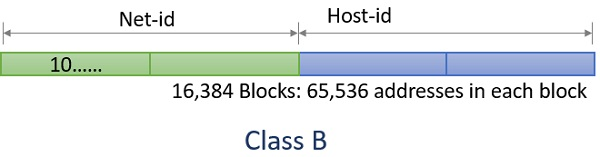 Net-id Host-id
10......
16,384 Blocks: 65,536 addresses in each block
Class B